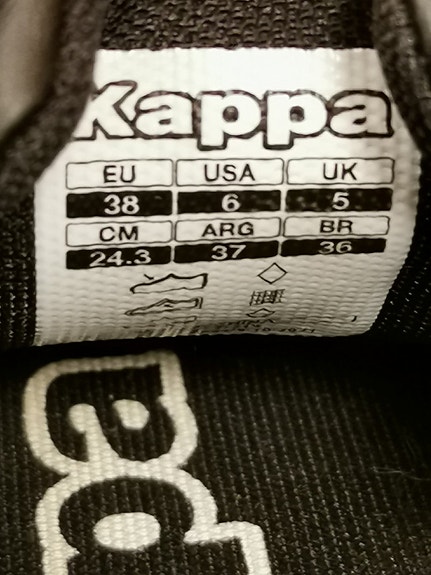 Kappa
EU USA UK
38 6 5
CM ARG BR
24.3 37 36